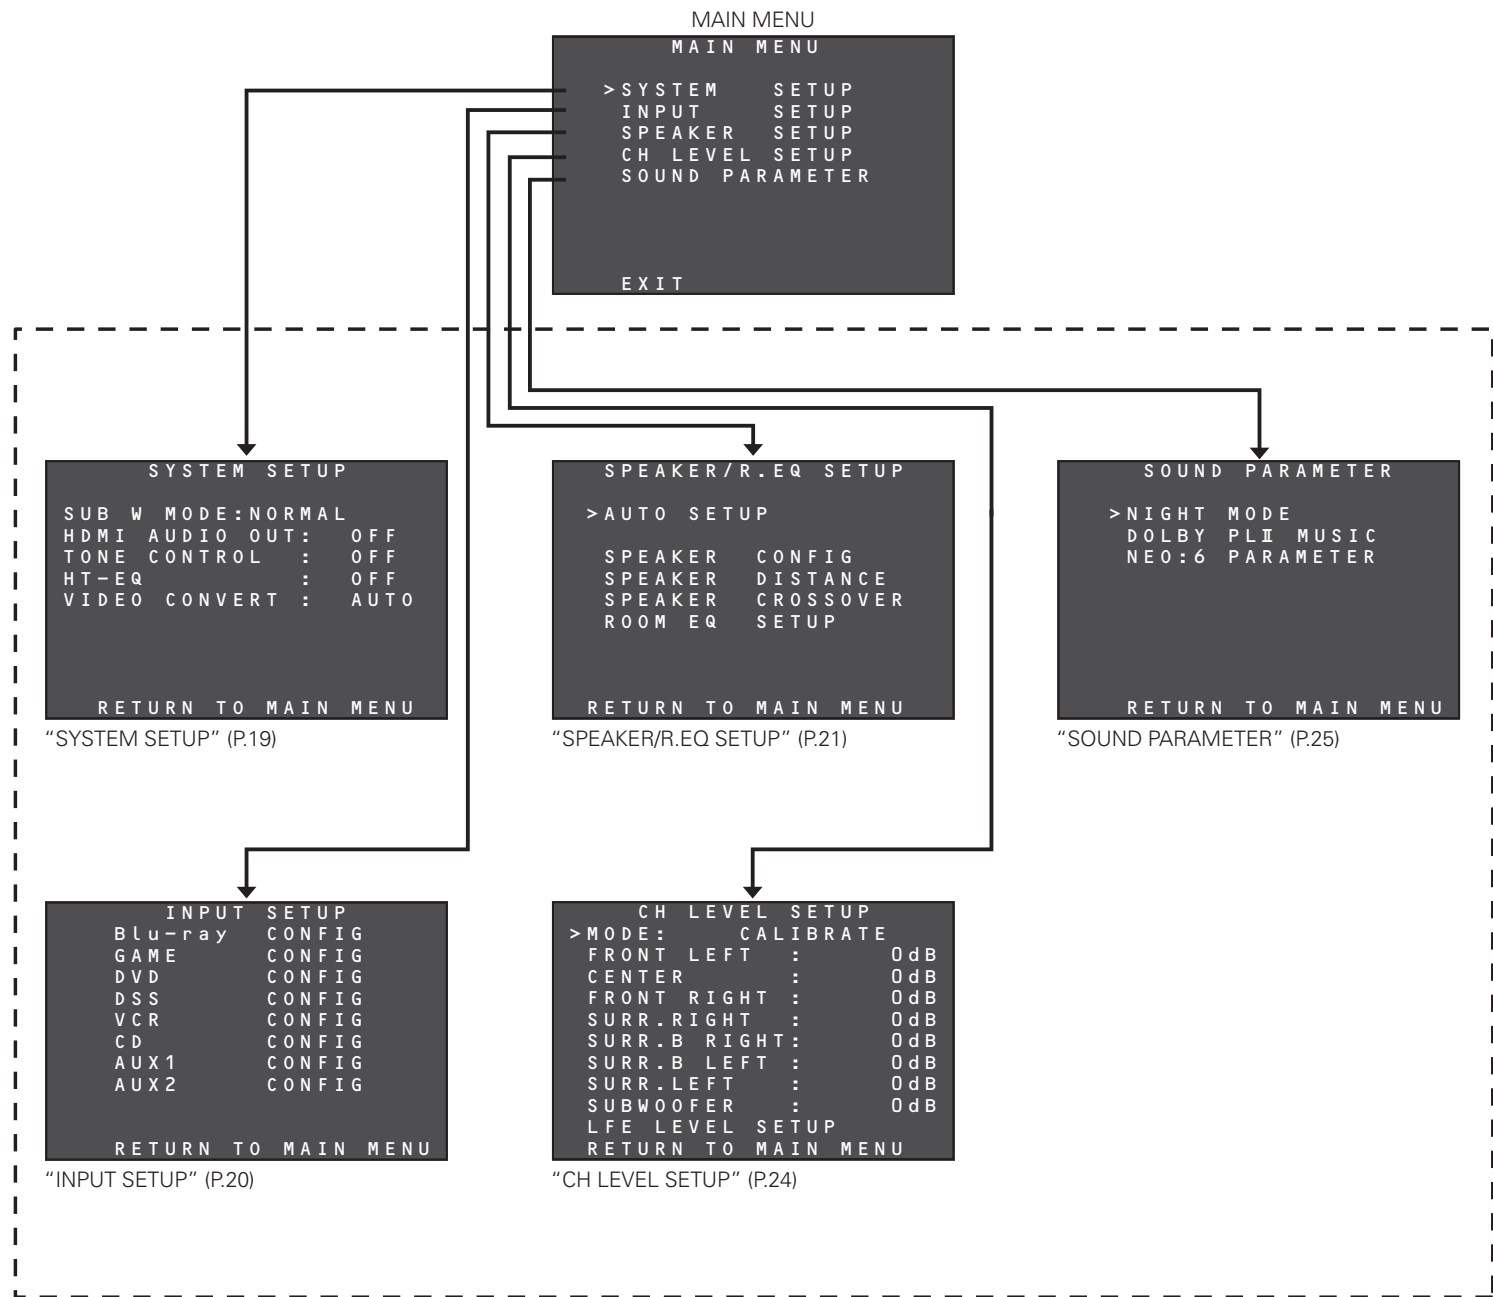 MAIN MENU
MAIN MENU
>SYSTEM SETUP
INPUT SETUP
SPEAKER SETUP
CH LEVEL SETUP
SOUND PARAMETER
EXIT
SYSTEM SETUP
SUB W MODE:NORMAL
HDMI AUDIO OUT: OFF
TONE CONTROL : OFF
HT-EQ : OFF
VIDEO CONVERT : AUTO
RETURN TO MAIN MENU
"SYSTEM SETUP" (P.19)
SPEAKER/R.EQ SETUP
>AUTO SETUP
SPEAKER CONFIG
SPEAKER DISTANCE
SPEAKER CROSSOVER
ROOM EQ SETUP
RETURN TO MAIN MENU
"SPEAKER/R.EQ SETUP" (P.21)
SOUND PARAMETER
>NIGHT MODE
DOLBY PLⅡ MUSIC
NEO:6 PARAMETER
RETURN TO MAIN MENU
"SOUND PARAMETER" (P.25)
INPUT SETUP
Blu-ray CONFIG
GAME CONFIG
DVD CONFIG
DSS CONFIG
VCR CONFIG
CD CONFIG
AUX1 CONFIG
AUX2 CONFIG
RETURN TO MAIN MENU
"INPUT SETUP" (P.20)
CH LEVEL SETUP
>MODE: CALIBRATE
FRONT LEFT : 0dB
CENTER : 0dB
FRONT RIGHT : 0dB
SURR.RIGHT : 0dB
SURR.B RIGHT: 0dB
SURR.B LEFT : 0dB
SURR.LEFT : 0dB
SUBWOOFER : 0dB
LFE LEVEL SETUP
RETURN TO MAIN MENU
"CH LEVEL SETUP" (P.24)